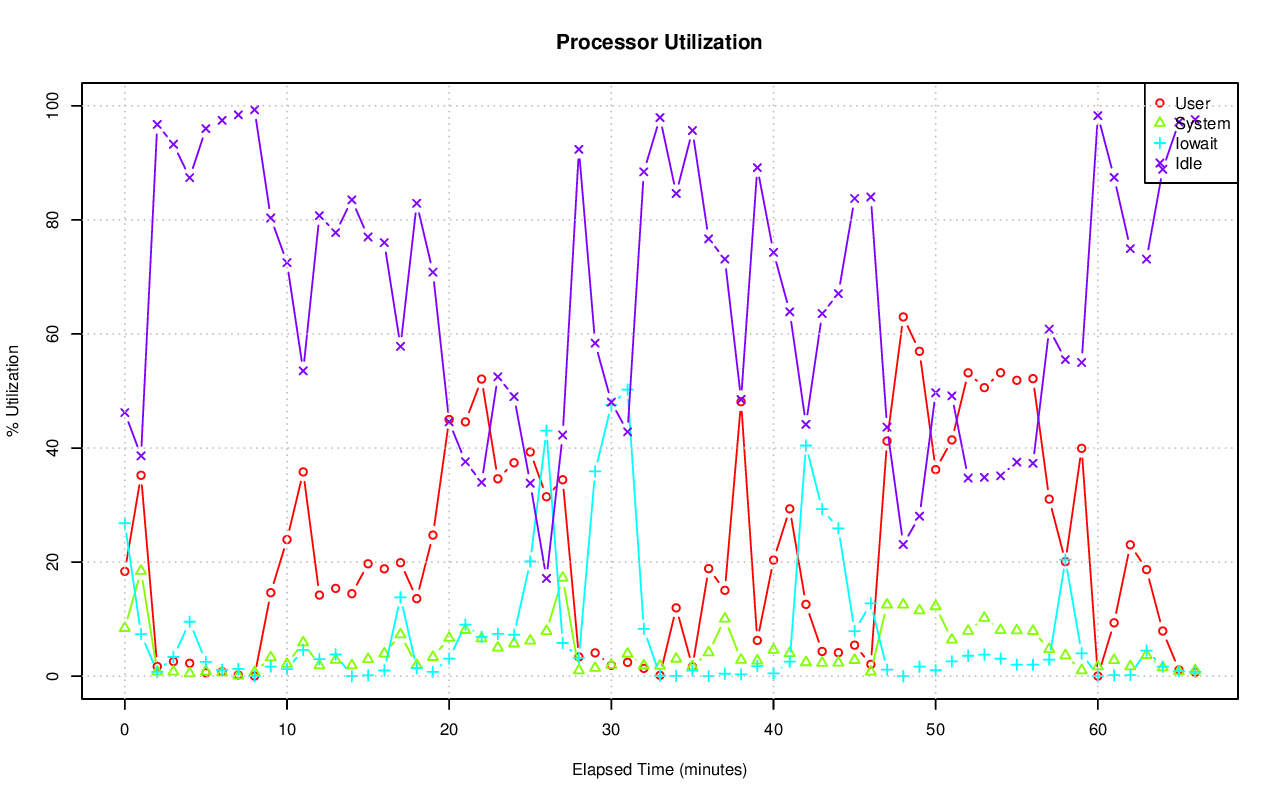 Processor Utilization
% Utilization
100
80
60
40
20
0
User
System
Iowait
Idle
0 10 20 30 40 50 60
Elapsed Time (minutes)